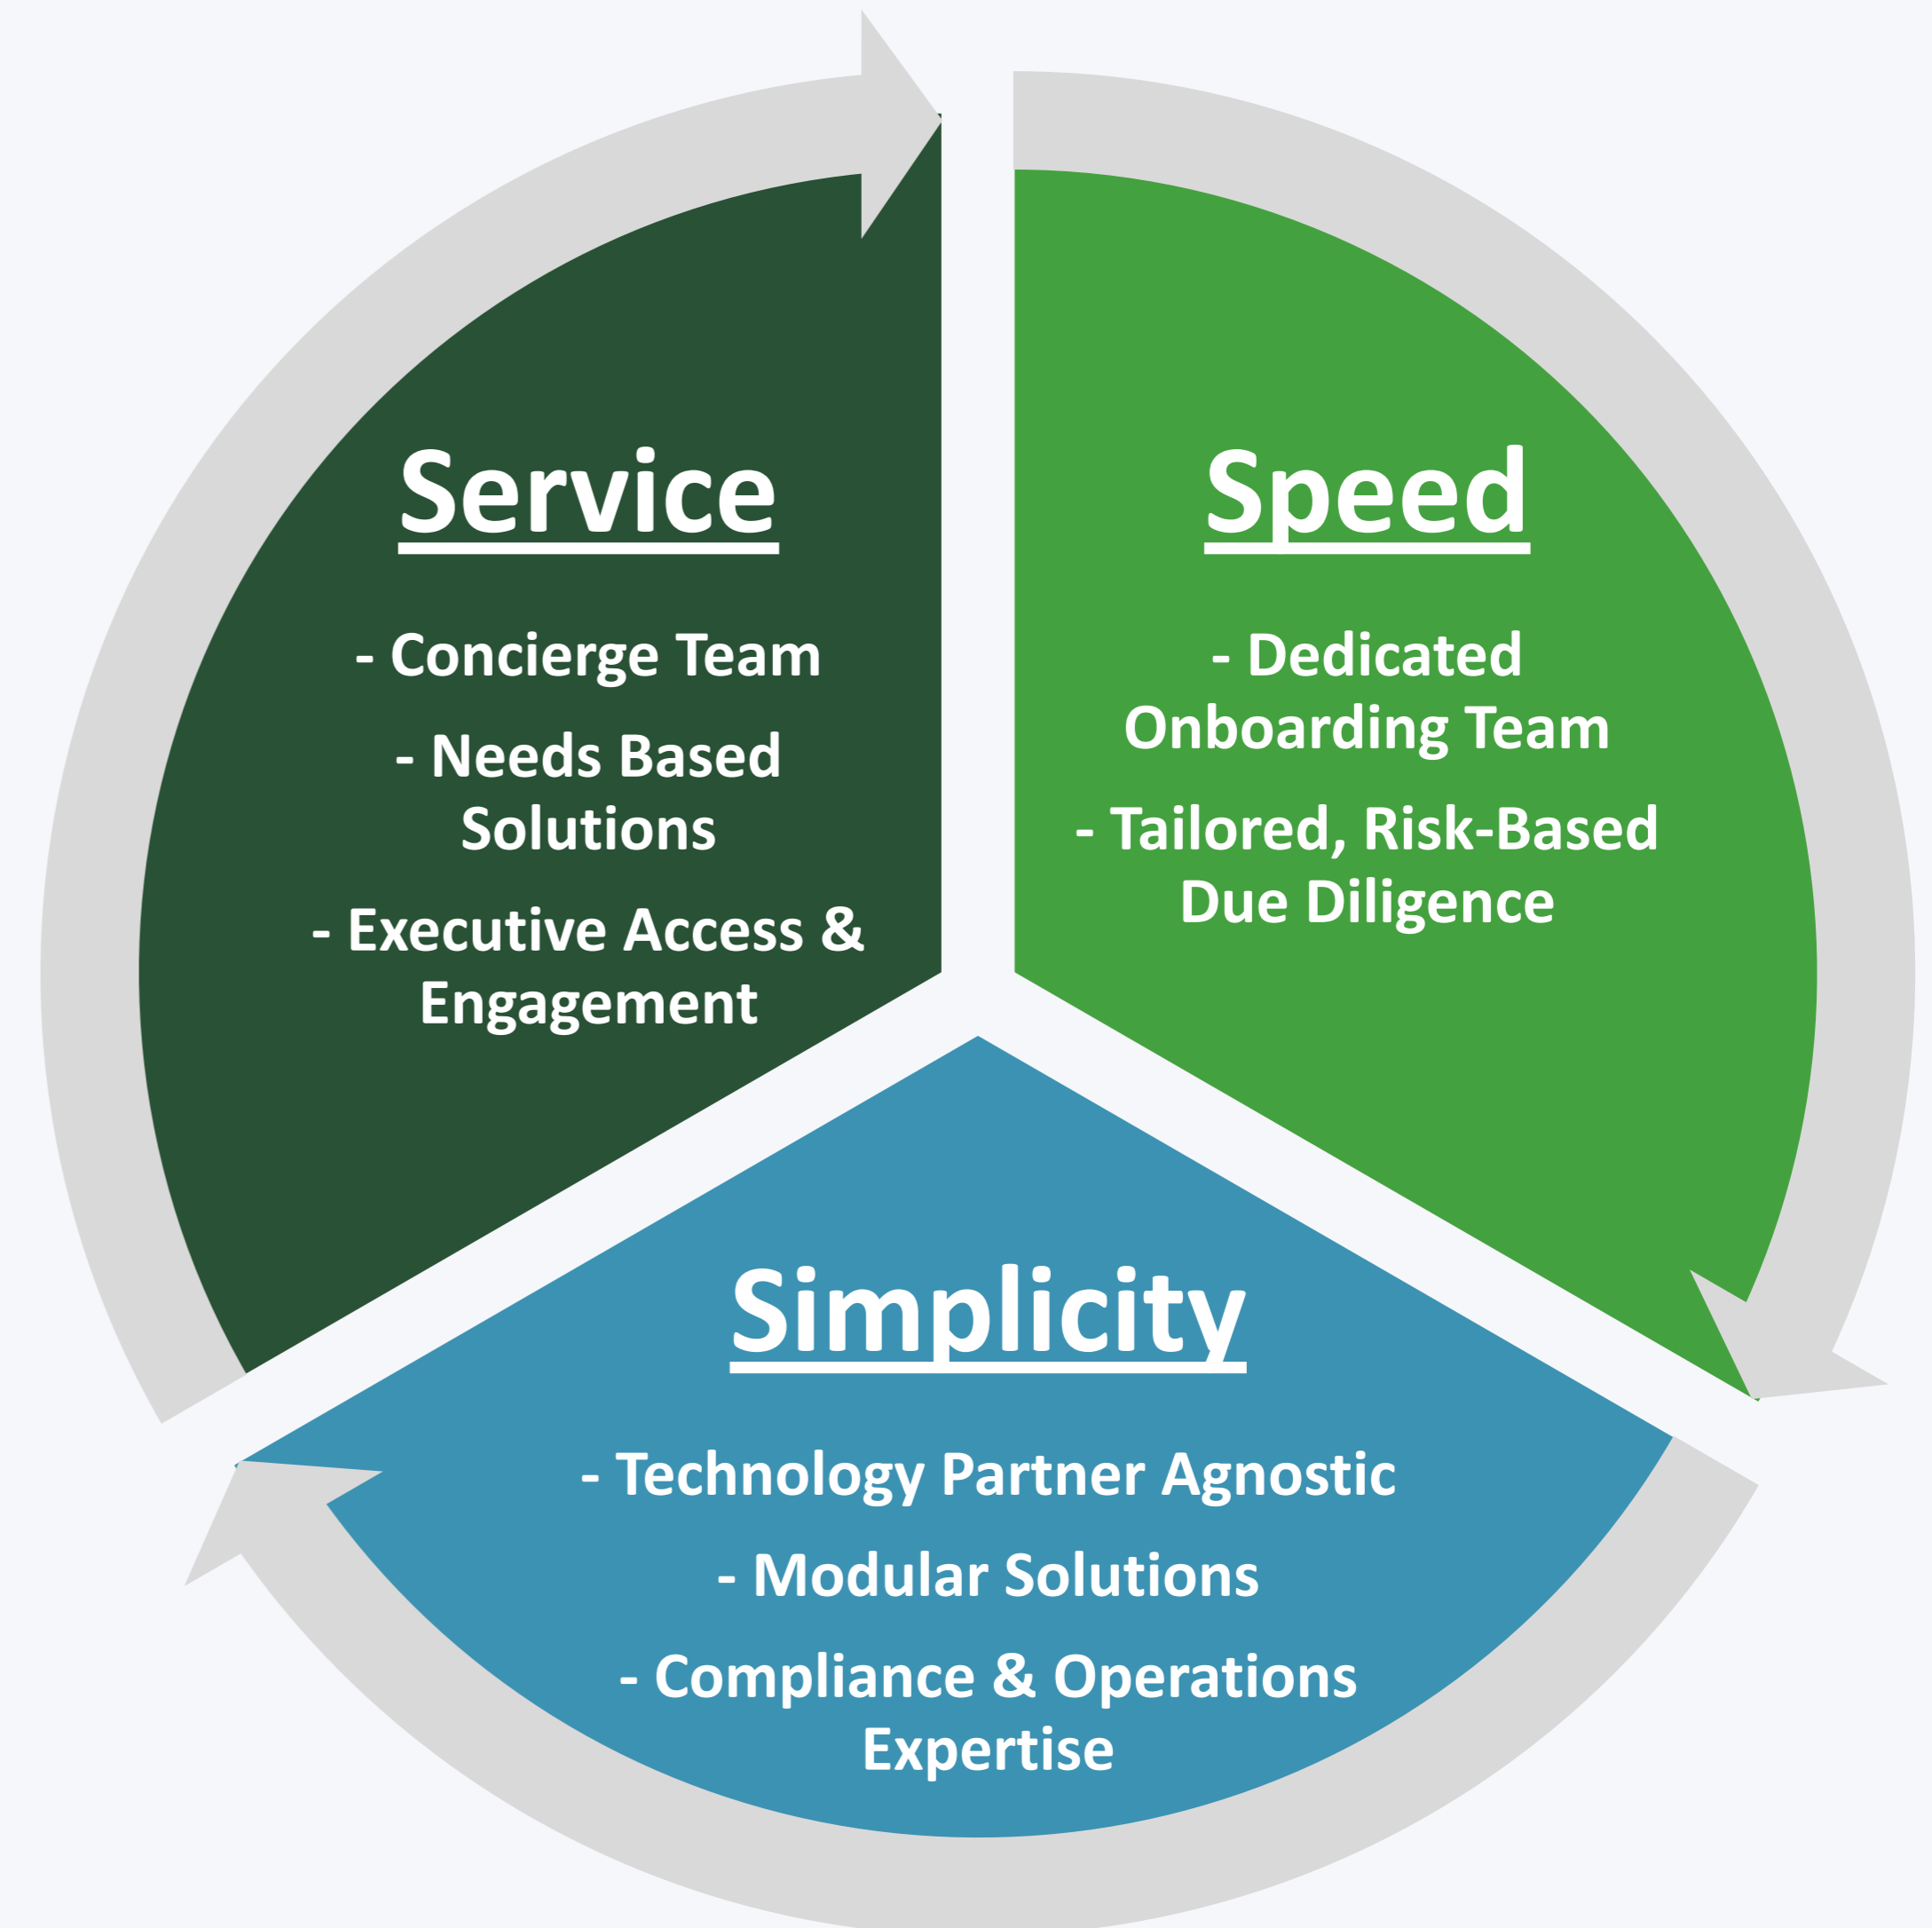 Service
- Concierge Team
- Needs Based
Solutions
- Executive Access &
Engagement
Speed
- Dedicated
Onboarding Team
- Tailored, Risk-Based
Due Diligence
Simplicity
- Technology Partner Agnostic
- Modular Solutions
- Compliance & Operations
Expertise